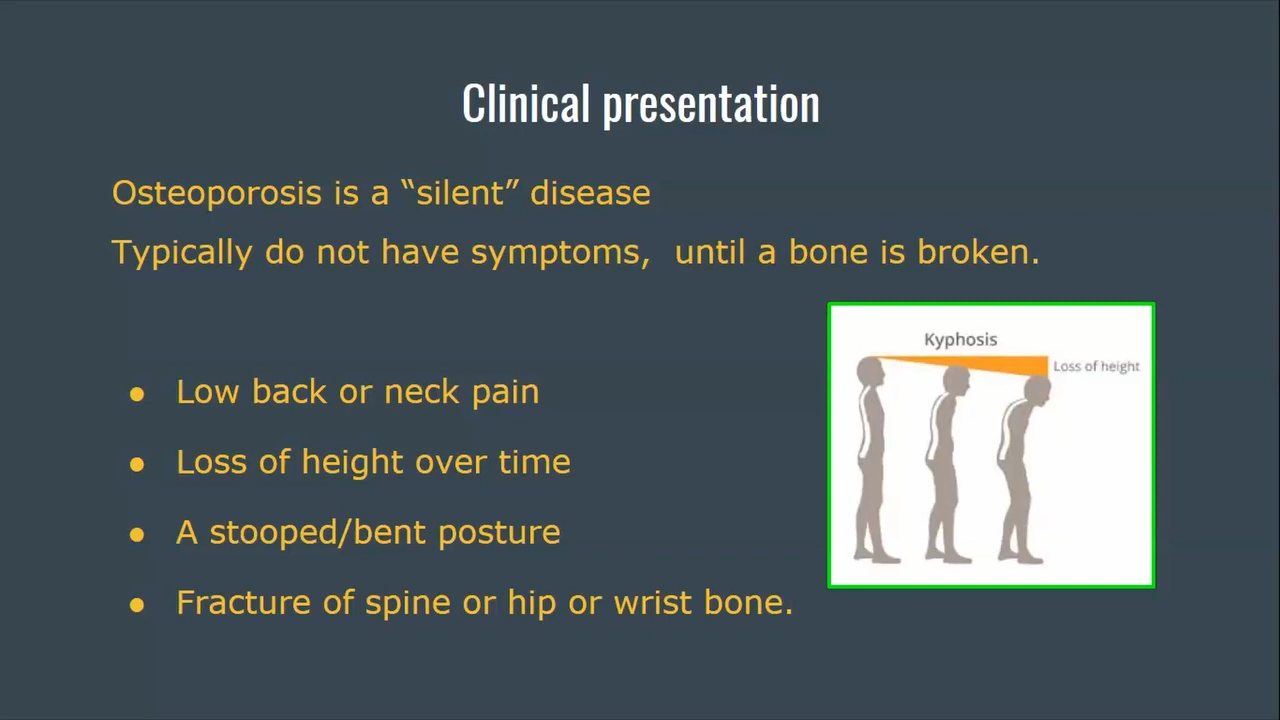 Clinical presentation
Osteoporosis is a “silent” disease
Typically do not have symptoms,  until a bone is broken.
● Low back or neck pain
● Loss of height over time
● A stooped/bent posture
● Fracture of spine or hip or wrist bone.
Kyphosis
Loss of height